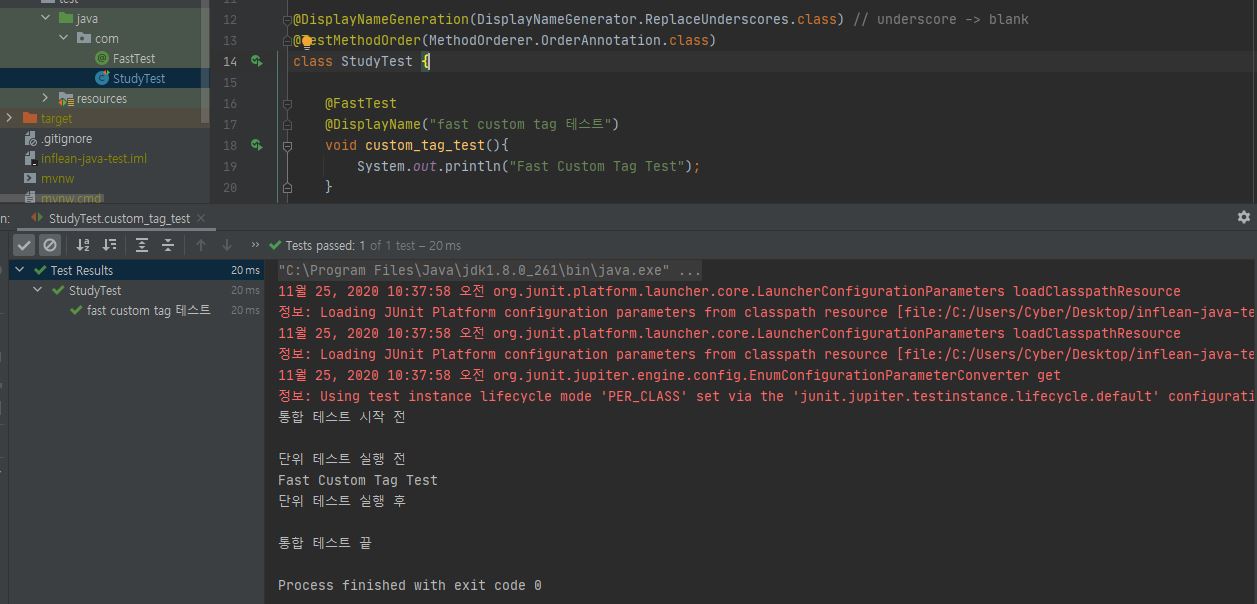 test
java
com
FastTest
StudyTest
resources
target
.gitignore
inflean-java-test.iml
mvnw
mvnw.cmd
11
12 @DisplayNameGeneration(DisplayNameGenerator.ReplaceUnderscores.class) // underscore -> blank
13 @TestMethodOrder(MethodOrderer.OrderAnnotation.class)
14 class StudyTest {
15
16 @FastTest
17 @DisplayName("fast custom tag 테스트")
18 void custom_tag_test(){
19 System.out.println("Fast Custom Tag Test");
20 }
n: StudyTest.custom_tag_test
Tests passed: 1 of 1 test – 20 ms
Test Results 20 ms
StudyTest 20 ms
fast custom tag 테스트 20 ms
"C:\Program Files\Java\jdk1.8.0_261\bin\java.exe" ...
11월 25, 2020 10:37:58 오전 org.junit.platform.launcher.core.LauncherConfigurationParameters loadClasspathResource
정보: Loading JUnit Platform configuration parameters from classpath resource [file:/C:/Users/Cyber/Desktop/inflean-java-te
11월 25, 2020 10:37:58 오전 org.junit.platform.launcher.core.LauncherConfigurationParameters loadClasspathResource
정보: Loading JUnit Platform configuration parameters from classpath resource [file:/C:/Users/Cyber/Desktop/inflean-java-te
11월 25, 2020 10:37:58 오전 org.junit.jupiter.engine.config.EnumConfigurationParameterConverter get
정보: Using test instance lifecycle mode 'PER_CLASS' set via the 'junit.jupiter.testinstance.lifecycle.default' configurati
통합 테스트 시작 전
단위 테스트 실행 전
Fast Custom Tag Test
단위 테스트 실행 후
통합 테스트 끝
Process finished with exit code 0